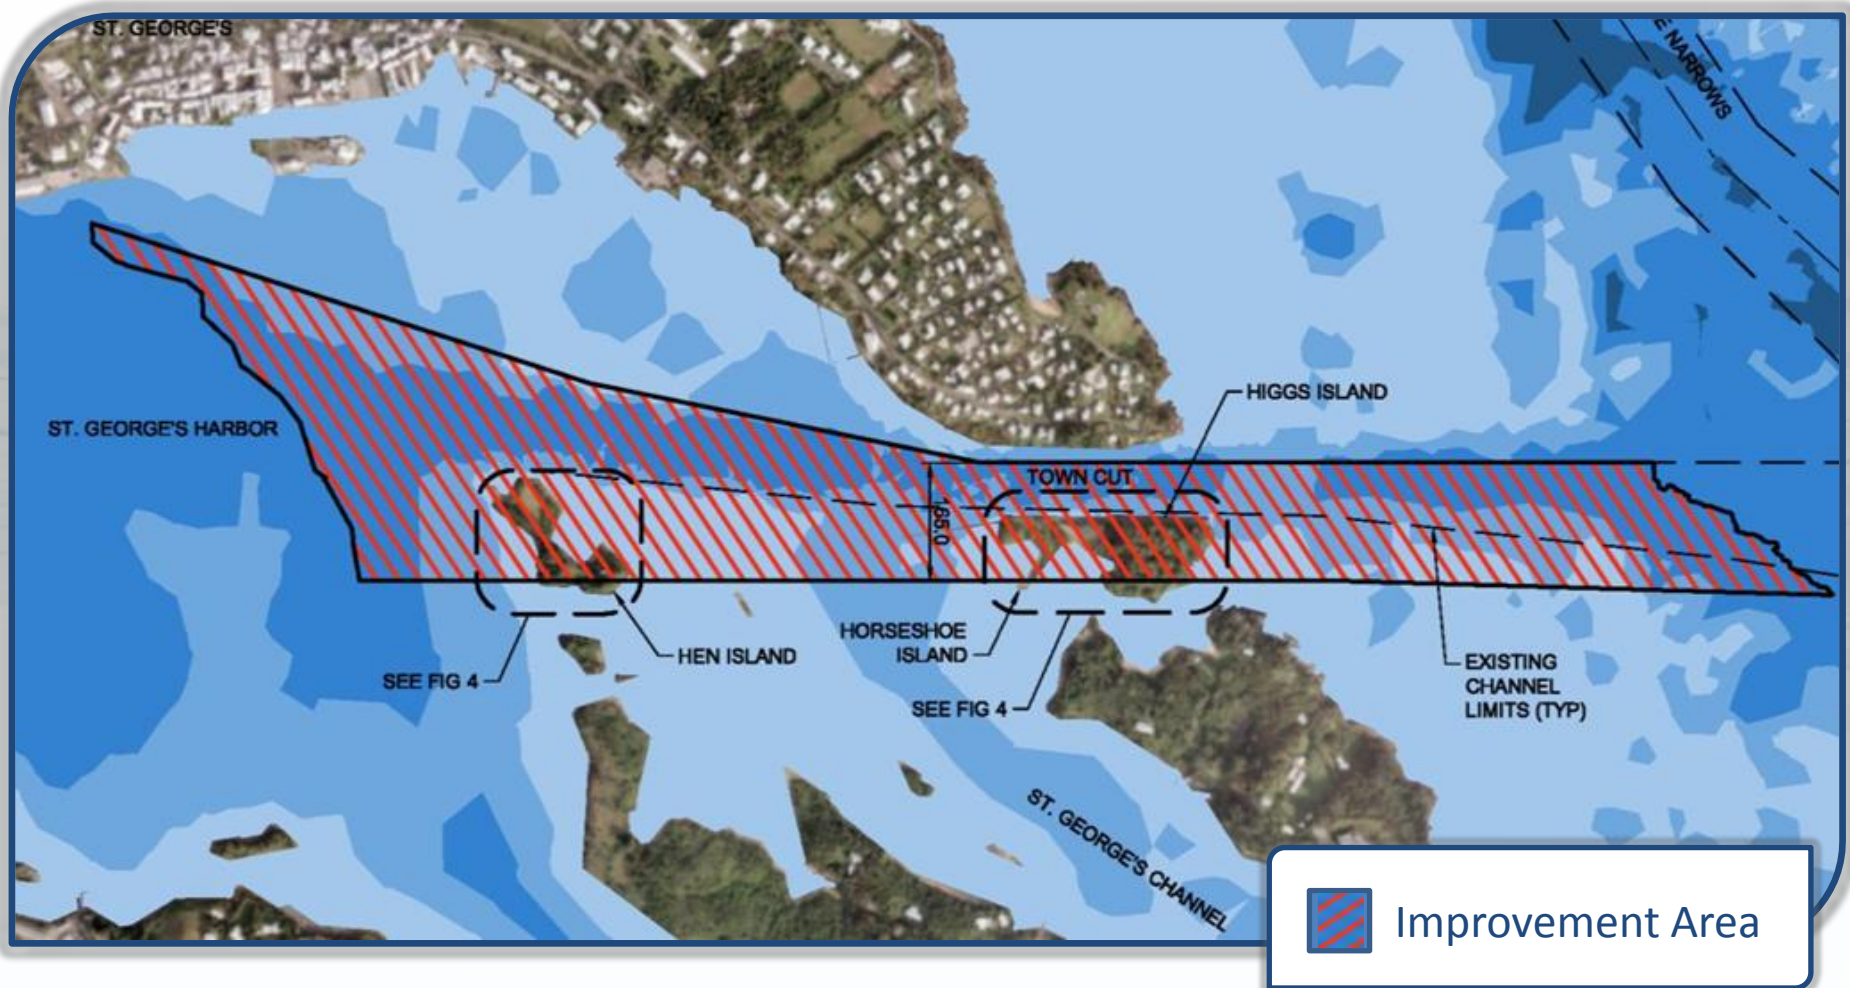 ST. GEORGE'S
E NARROWS
HIGGS ISLAND
ST. GEORGE'S HARBOR
TOWN CUT
165.0
HORSESHOE
ISLAND
HEN ISLAND
SEE FIG 4
SEE FIG 4
EXISTING
CHANNEL
LIMITS (TYP)
ST. GEORGE'S CHANNEL
Improvement Area